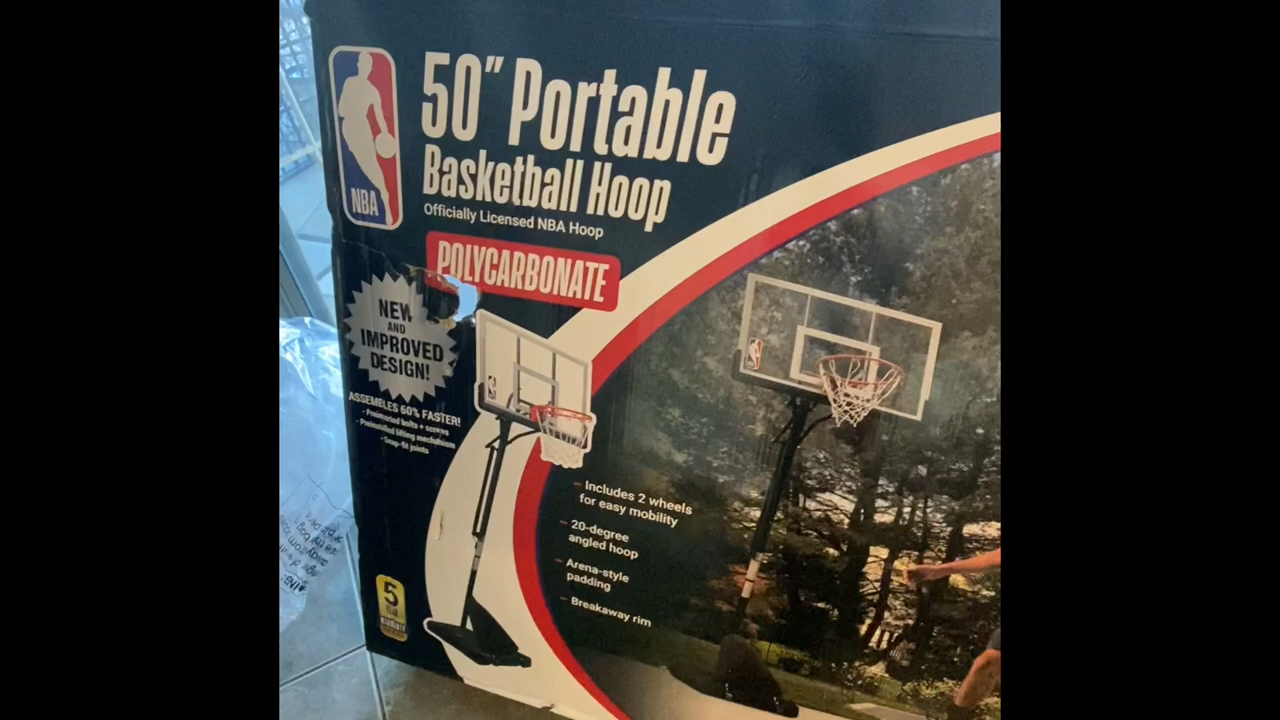 NBA
50" Portable
Basketball Hoop
Officially Licensed NBA Hoop
POLYCARBONATE
NEW
AND
IMPROVED
DESIGN!
ASSEMBLES 60% FASTER!
- Premarked bolts + screws
- Preinstalled lifting mechanism
- Snap-fit joints
- Includes 2 wheels
for easy mobility
- 20-degree
angled hoop
- Arena-style
padding
- Breakaway rim
5